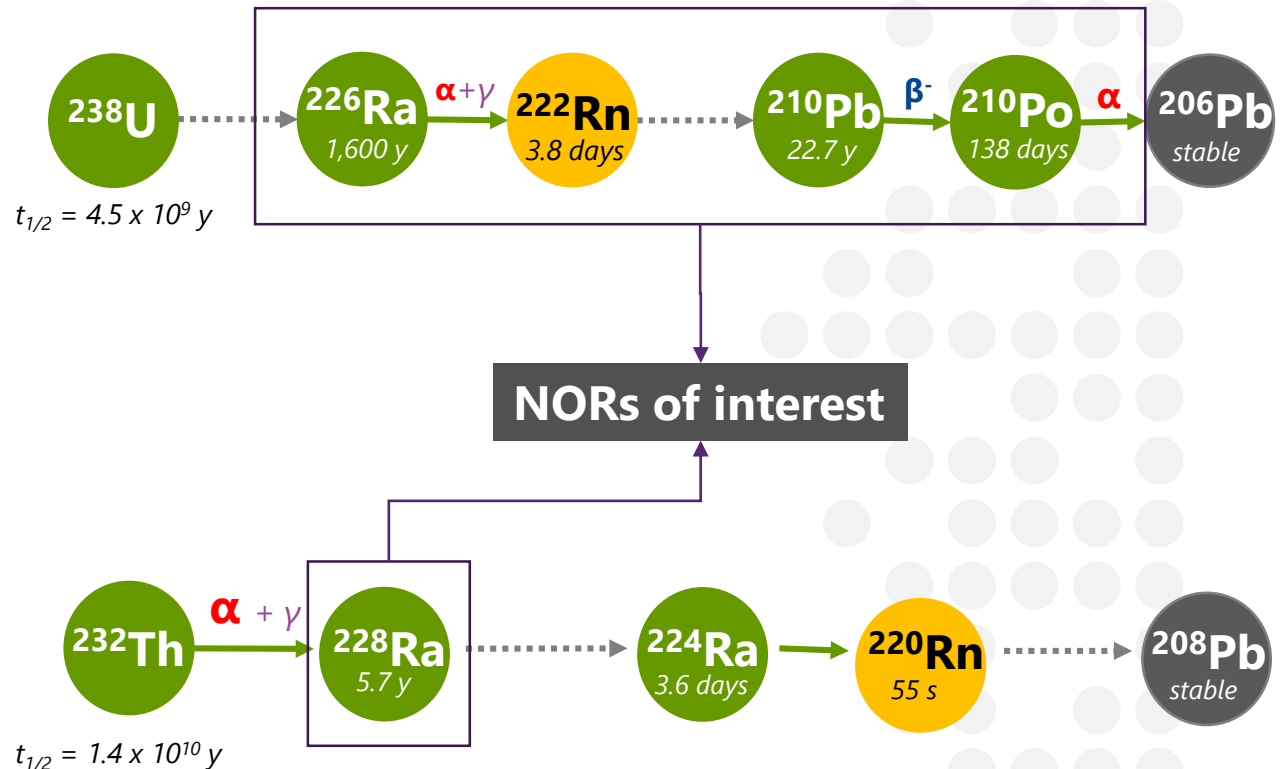 ²³⁸U
t₁/₂ = 4.5 x 10⁹ y
²²⁶Ra
1,600 y
α+γ
²²²Rn
3.8 days
²¹⁰Pb
22.7 y
β⁻
²¹⁰Po
138 days
α
²⁰⁶Pb
stable
NORs of interest
²³²Th
t₁/₂ = 1.4 x 10¹⁰ y
α + γ
²²⁸Ra
5.7 y
²²⁴Ra
3.6 days
²²⁰Rn
55 s
²⁰⁸Pb
stable